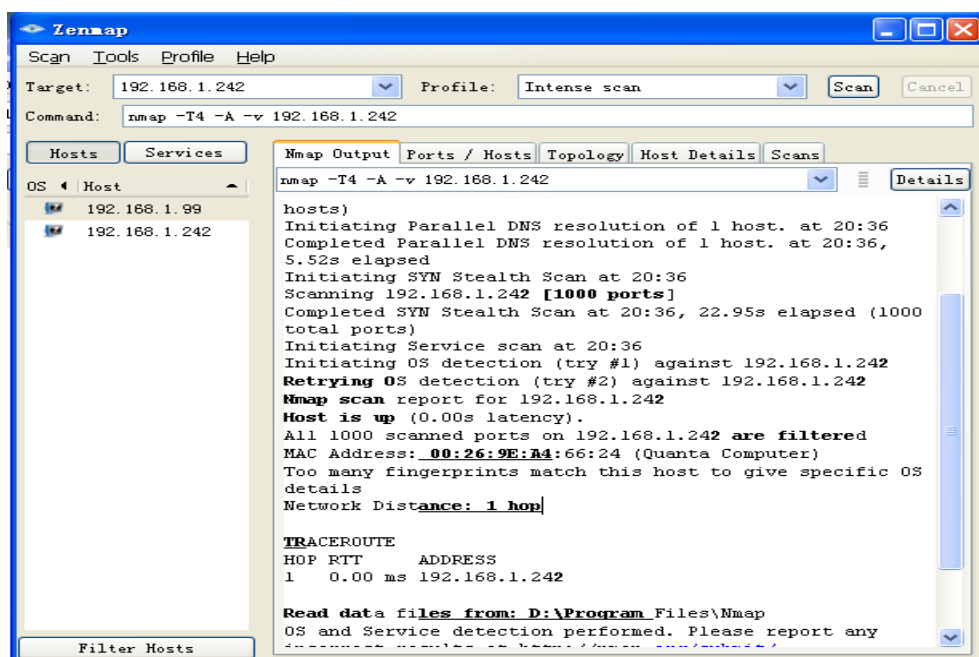 Zenmap
Scan Tools Profile Help
Target: 192.168.1.242 Profile: Intense scan Scan Cancel
Command: nmap -T4 -A -v 192.168.1.242
Hosts Services
Nmap Output Ports / Hosts Topology Host Details Scans
OS Host
nmap -T4 -A -v 192.168.1.242 Details
192.168.1.99
192.168.1.242
hosts)
Initiating Parallel DNS resolution of 1 host. at 20:36
Completed Parallel DNS resolution of 1 host. at 20:36,
5.52s elapsed
Initiating SYN Stealth Scan at 20:36
Scanning 192.168.1.242 [1000 ports]
Completed SYN Stealth Scan at 20:36, 22.95s elapsed (1000
total ports)
Initiating Service scan at 20:36
Initiating OS detection (try #1) against 192.168.1.242
Retrying OS detection (try #2) against 192.168.1.242
Nmap scan report for 192.168.1.242
Host is up (0.00s latency).
All 1000 scanned ports on 192.168.1.242 are filtered
MAC Address: 00:26:9E:A4:66:24 (Quanta Computer)
Too many fingerprints match this host to give specific OS
details
Network Distance: 1 hop
TRACEROUTE
HOP RTT ADDRESS
1 0.00 ms 192.168.1.242
Read data files from: D:\Program Files\Nmap
OS and Service detection performed. Please report any
Filter Hosts